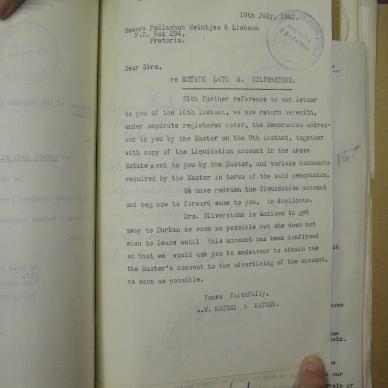 19th July, 1941.
Messrs Podlashuc Meintjes & Liebson
P.O. Box 294,
Pretoria.
Dear Sirs,
re ESTATE LATE M. SILVERSTONE.
With further reference to our letter
to you of the 10th instant, we now return herewith,
under separate registered cover, the Memorandum addres-
sed to you by the Master on the 8th instant, together
with copy of the Liquidation account in the above
Estate sent to you by the Master, and various documents
required by the Master in terms of the said memorandum.
We have redrawn the liquidation account
and beg now to forward same to you, in duplicate.
Mrs. Silverstone is anxious to get
away to Durban as soon as possible but she does not
wish to leave until this account has been confirmed
so that we would ask you to endeavour to obtain the
the Master's consent to the advertising of the account,
as soon as possible.
Yours faithfully,